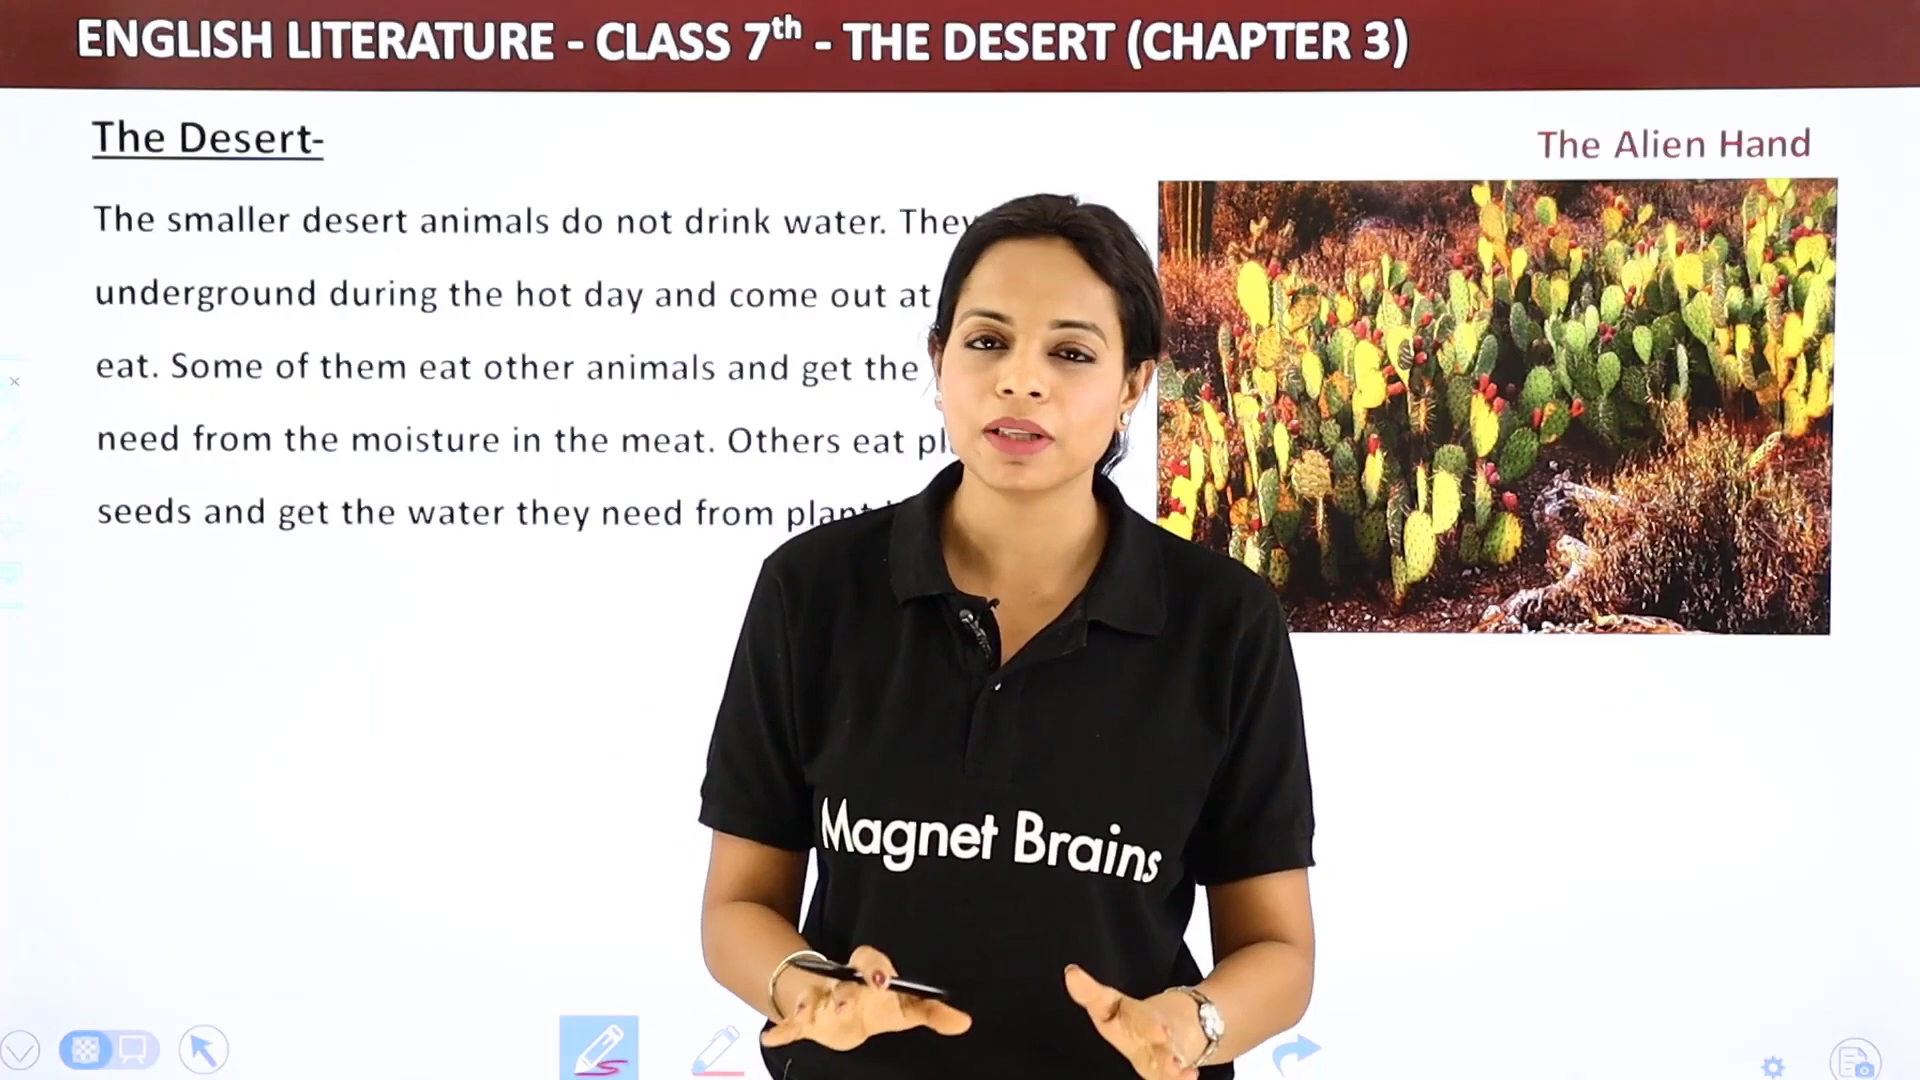 ENGLISH LITERATURE - CLASS 7th - THE DESERT (CHAPTER 3)
The Desert-
The Alien Hand
The smaller desert animals do not drink water. They
underground during the hot day and come out at
eat. Some of them eat other animals and get the
need from the moisture in the meat. Others eat
seeds and get the water they need from plant
Magnet Brains